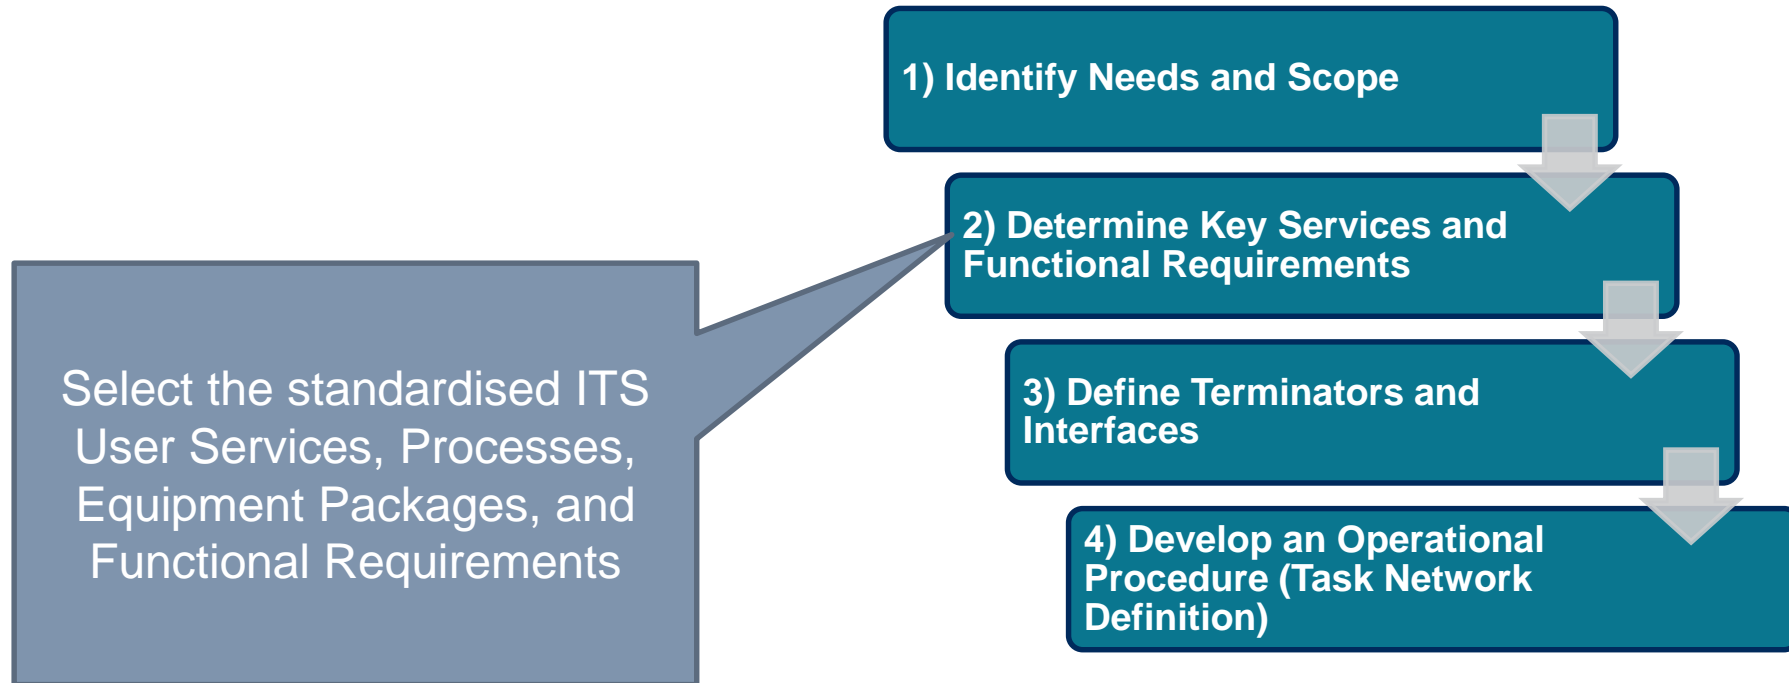 1) Identify Needs and Scope
2) Determine Key Services and
Functional Requirements
Select the standardised ITS
User Services, Processes,
Equipment Packages, and
Functional Requirements
3) Define Terminators and
Interfaces
4) Develop an Operational
Procedure (Task Network
Definition)